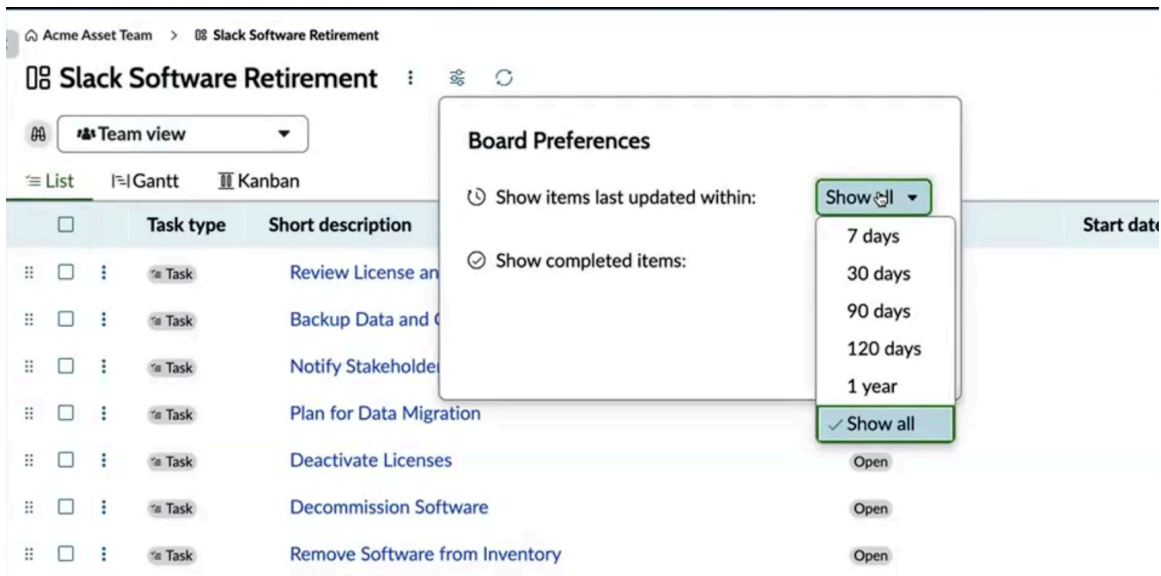 Acme Asset Team > Slack Software Retirement
Slack Software Retirement
Team view
List Gantt Kanban
Board Preferences
Show items last updated within: Show all
Show completed items:
7 days
30 days
90 days
120 days
1 year
Show all
Task type Short description Start date
Task Review License an
Task Backup Data and
Task Notify Stakeholder
Task Plan for Data Migration
Task Deactivate Licenses Open
Task Decommission Software Open
Task Remove Software from Inventory Open